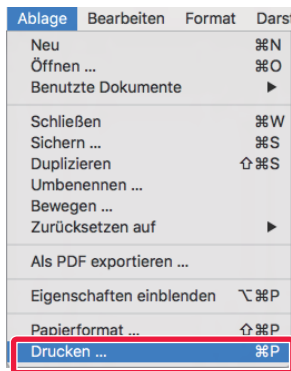 Ablage Bearbeiten Format Dars
Neu ⌘N
Öffnen ... ⌘O
Benutzte Dokumente ▶
Schließen ⌘W
Sichern ... ⌘S
Duplizieren ⇧⌘S
Umbenennen ...
Bewegen ...
Zurücksetzen auf ▶
Als PDF exportieren ...
Eigenschaften einblenden ⌥⌘P
Papierformat ... ⇧⌘P
Drucken ... ⌘P